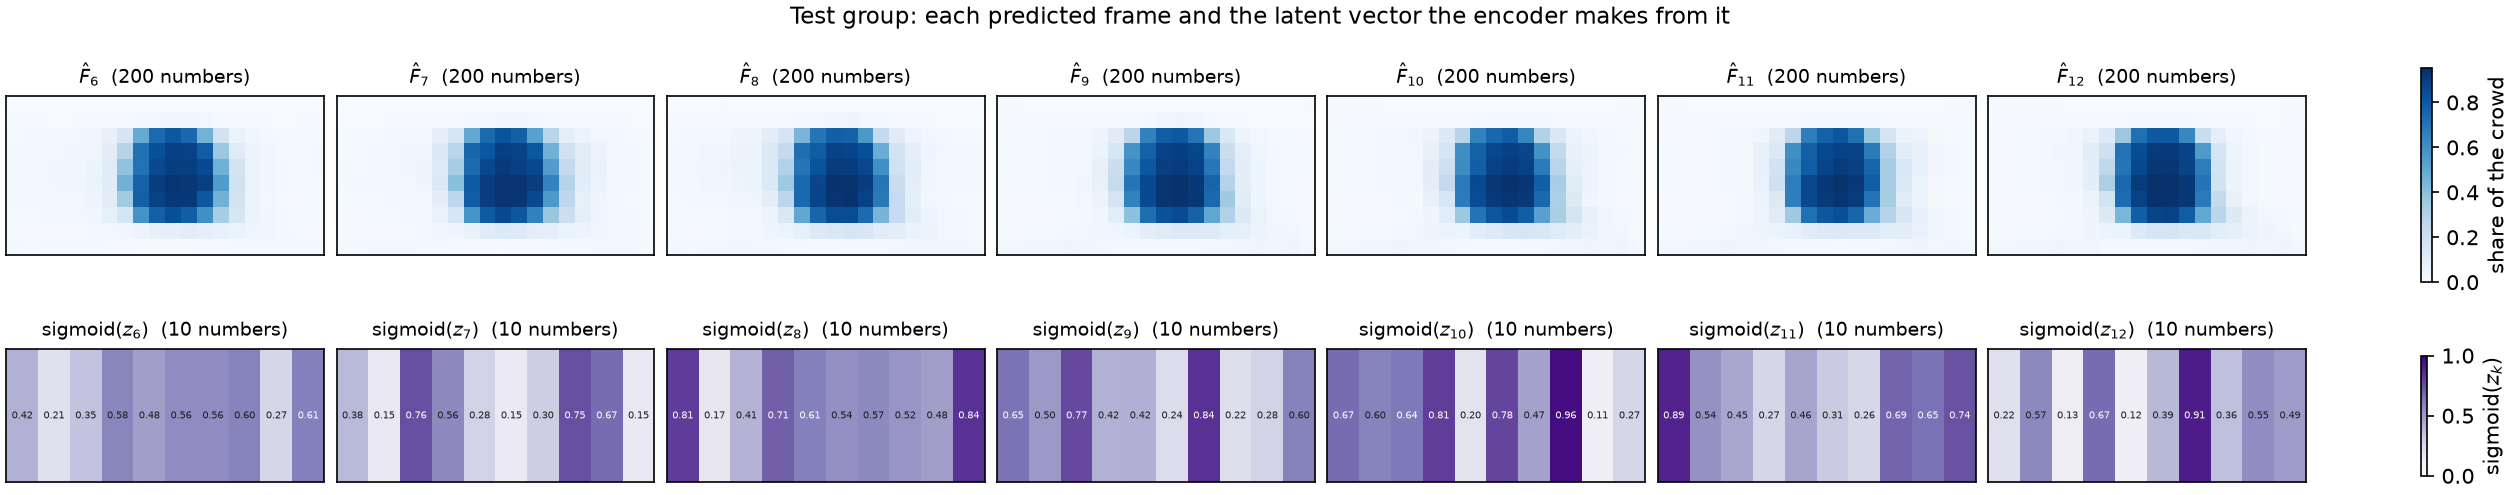 Test group: each predicted frame and the latent vector the encoder makes from it
F̂₆ (200 numbers)
F̂₇ (200 numbers)
F̂₈ (200 numbers)
F̂₉ (200 numbers)
F̂₁₀ (200 numbers)
F̂₁₁ (200 numbers)
F̂₁₂ (200 numbers)
0.8
0.6
0.4
0.2
0.0
share of the crowd
sigmoid(z₆) (10 numbers)
0.42 0.21 0.35 0.58 0.48 0.56 0.56 0.60 0.27 0.61
sigmoid(z₇) (10 numbers)
0.38 0.15 0.76 0.56 0.28 0.15 0.30 0.75 0.67 0.15
sigmoid(z₈) (10 numbers)
0.81 0.17 0.41 0.71 0.61 0.54 0.57 0.52 0.48 0.84
sigmoid(z₉) (10 numbers)
0.65 0.50 0.77 0.42 0.42 0.24 0.84 0.22 0.28 0.60
sigmoid(z₁₀) (10 numbers)
0.67 0.60 0.64 0.81 0.20 0.78 0.47 0.96 0.11 0.27
sigmoid(z₁₁) (10 numbers)
0.89 0.54 0.45 0.27 0.46 0.31 0.26 0.69 0.65 0.74
sigmoid(z₁₂) (10 numbers)
0.22 0.57 0.13 0.67 0.12 0.39 0.91 0.36 0.55 0.49
1.0
0.5
0.0
sigmoid(zₖ)